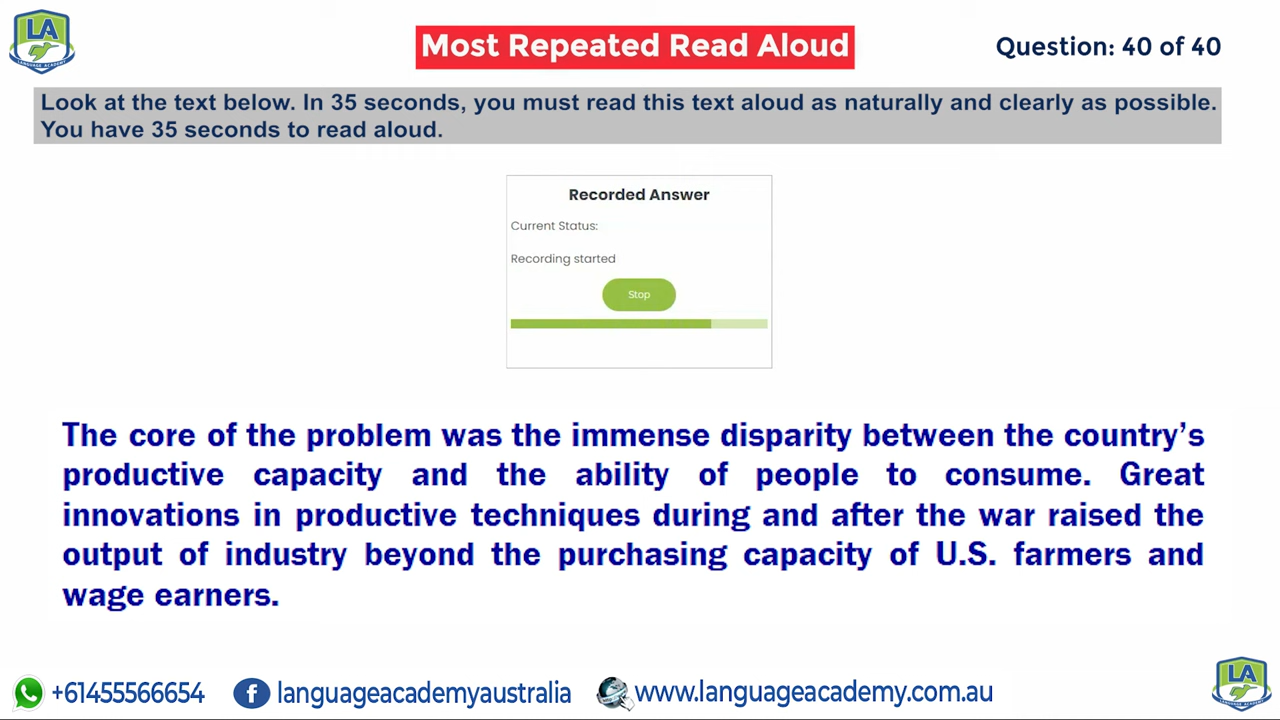 LA
LANGUAGE ACADEMY
Most Repeated Read Aloud
Question: 40 of 40
Look at the text below. In 35 seconds, you must read this text aloud as naturally and clearly as possible.
You have 35 seconds to read aloud.
Recorded Answer
Current Status:
Recording started
Stop
The core of the problem was the immense disparity between the country’s
productive capacity and the ability of people to consume. Great
innovations in productive techniques during and after the war raised the
output of industry beyond the purchasing capacity of U.S. farmers and
wage earners.
+61455566654
f
languageacademyaustralia
www.languageacademy.com.au
LA
LANGUAGE ACADEMY